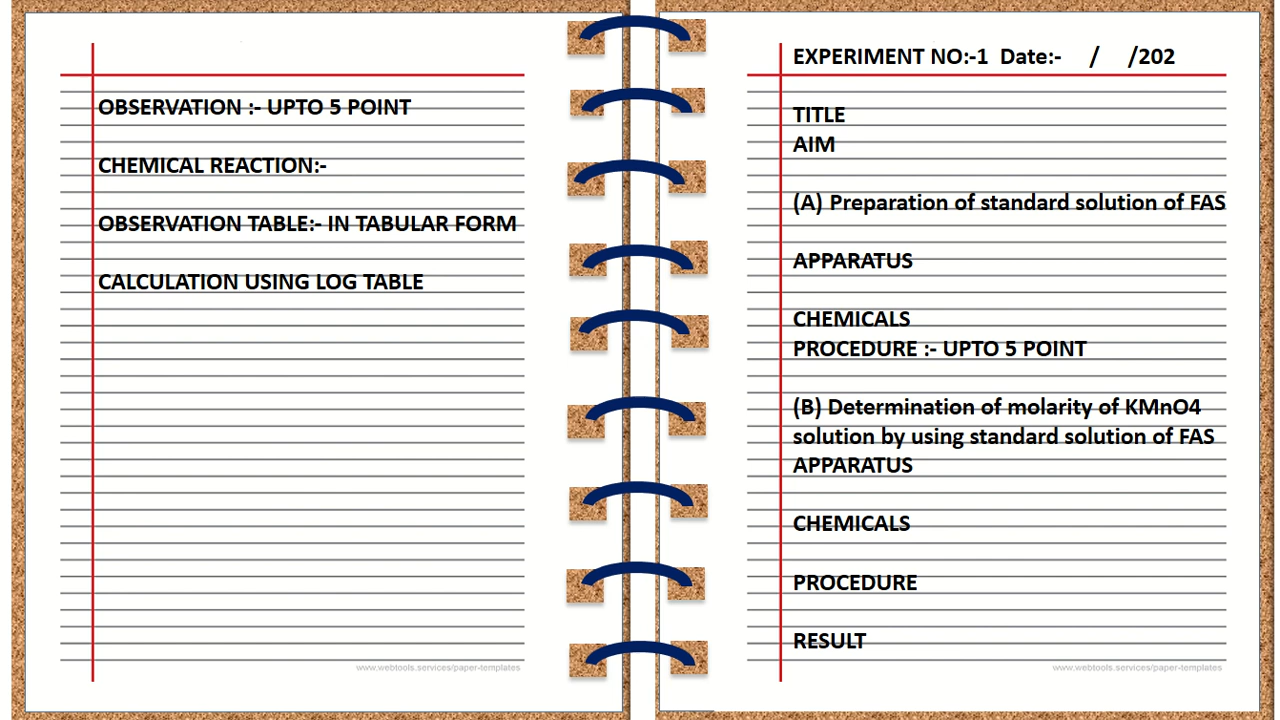 OBSERVATION :- UPTO 5 POINT
CHEMICAL REACTION:-
OBSERVATION TABLE:- IN TABULAR FORM
CALCULATION USING LOG TABLE
www.webtools.services/paper-templates
EXPERIMENT NO:-1 Date:- / /202
TITLE
AIM
(A) Preparation of standard solution of FAS
APPARATUS
CHEMICALS
PROCEDURE :- UPTO 5 POINT
(B) Determination of molarity of KMnO4
solution by using standard solution of FAS
APPARATUS
CHEMICALS
PROCEDURE
RESULT
www.webtools.services/paper-templates